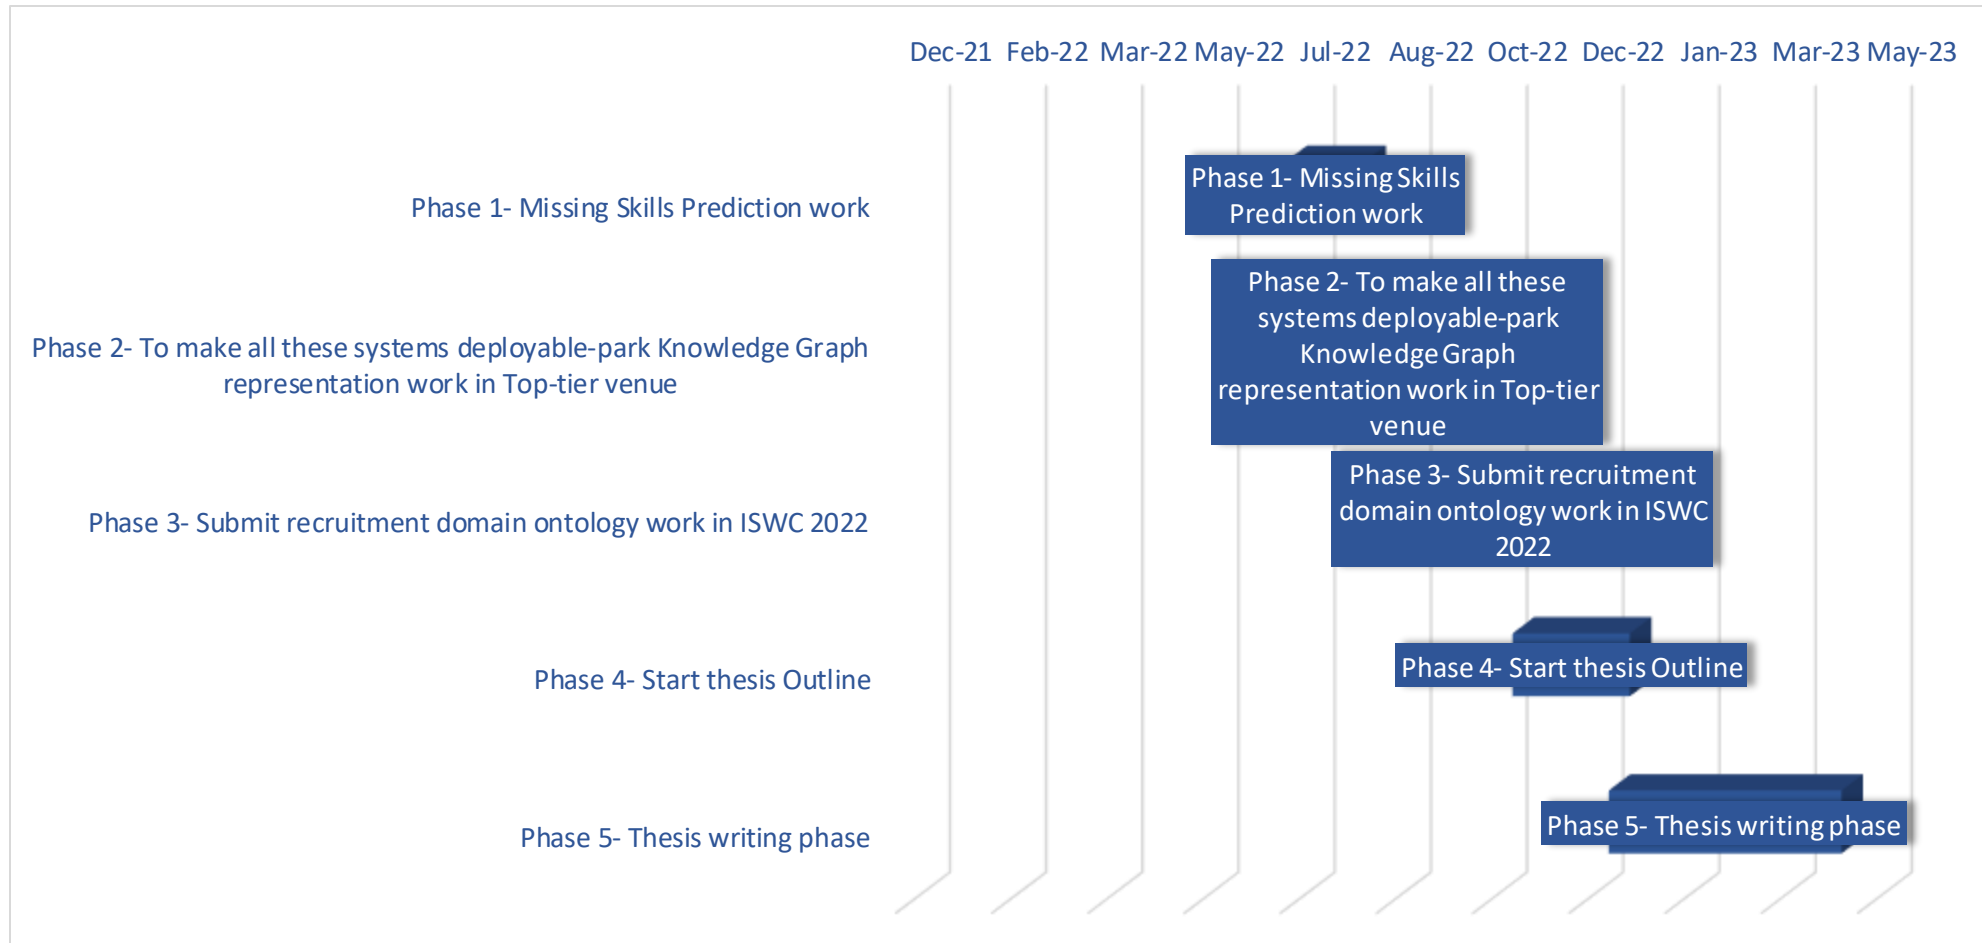 Dec-21 Feb-22 Mar-22 May-22 Jul-22 Aug-22 Oct-22 Dec-22 Jan-23 Mar-23 May-23
Phase 1- Missing Skills Prediction work
Phase 1- Missing Skills
Prediction work
Phase 2- To make all these systems deployable-park Knowledge Graph
representation work in Top-tier venue
Phase 2- To make all these
systems deployable-park
Knowledge Graph
representation work in Top-tier
venue
Phase 3- Submit recruitment domain ontology work in ISWC 2022
Phase 3- Submit recruitment
domain ontology work in ISWC
2022
Phase 4- Start thesis Outline
Phase 4- Start thesis Outline
Phase 5- Thesis writing phase
Phase 5- Thesis writing phase